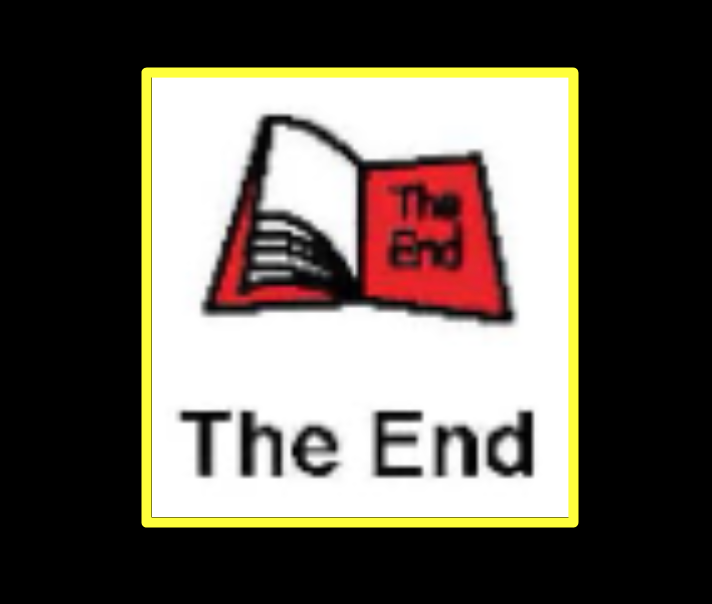 The
End
The End